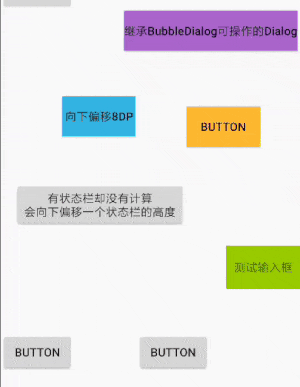 继承BubbleDialog可操作的Dialog
向下偏移8DP
BUTTON
有状态栏却没有计算
会向下偏移一个状态栏的高度
测试输入框
BUTTON
BUTTON